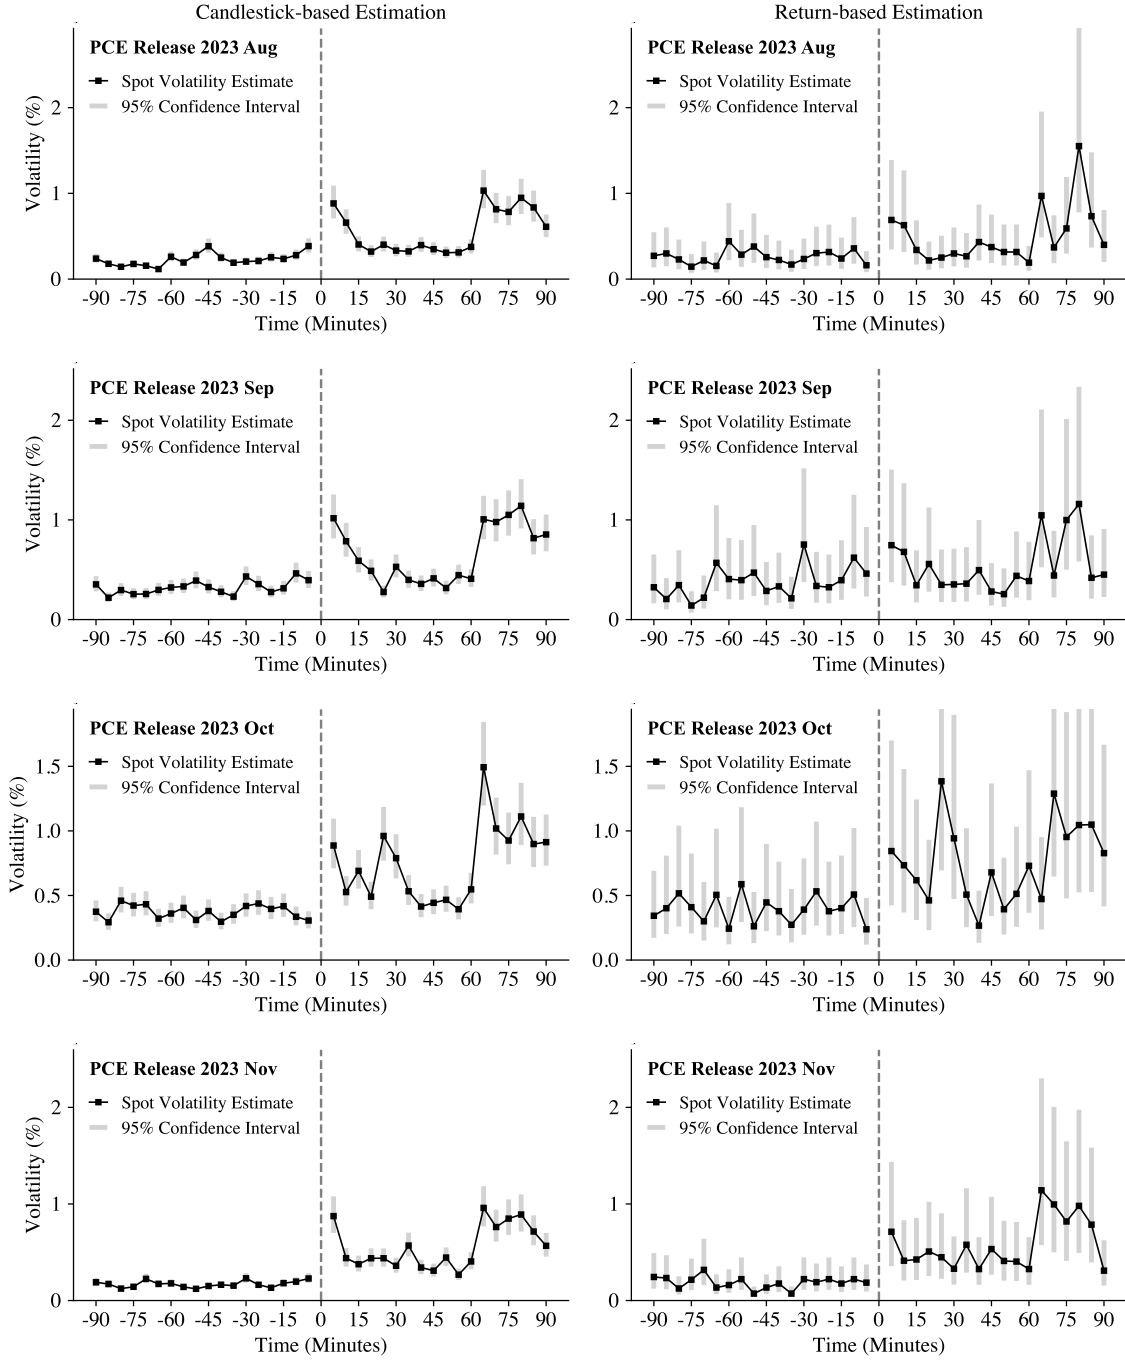 Candlestick-based Estimation
Return-based Estimation
PCE Release 2023 Aug
Spot Volatility Estimate
95% Confidence Interval
Volatility (%)
2
1
0
-90 -75 -60 -45 -30 -15 0 15 30 45 60 75 90
Time (Minutes)
PCE Release 2023 Aug
Spot Volatility Estimate
95% Confidence Interval
2
1
0
-90 -75 -60 -45 -30 -15 0 15 30 45 60 75 90
Time (Minutes)
PCE Release 2023 Sep
Spot Volatility Estimate
95% Confidence Interval
Volatility (%)
2
1
0
-90 -75 -60 -45 -30 -15 0 15 30 45 60 75 90
Time (Minutes)
PCE Release 2023 Sep
Spot Volatility Estimate
95% Confidence Interval
2
1
0
-90 -75 -60 -45 -30 -15 0 15 30 45 60 75 90
Time (Minutes)
PCE Release 2023 Oct
Spot Volatility Estimate
95% Confidence Interval
Volatility (%)
1.5
1.0
0.5
0.0
-90 -75 -60 -45 -30 -15 0 15 30 45 60 75 90
Time (Minutes)
PCE Release 2023 Oct
Spot Volatility Estimate
95% Confidence Interval
1.5
1.0
0.5
0.0
-90 -75 -60 -45 -30 -15 0 15 30 45 60 75 90
Time (Minutes)
PCE Release 2023 Nov
Spot Volatility Estimate
95% Confidence Interval
Volatility (%)
2
1
0
-90 -75 -60 -45 -30 -15 0 15 30 45 60 75 90
Time (Minutes)
PCE Release 2023 Nov
Spot Volatility Estimate
95% Confidence Interval
2
1
0
-90 -75 -60 -45 -30 -15 0 15 30 45 60 75 90
Time (Minutes)